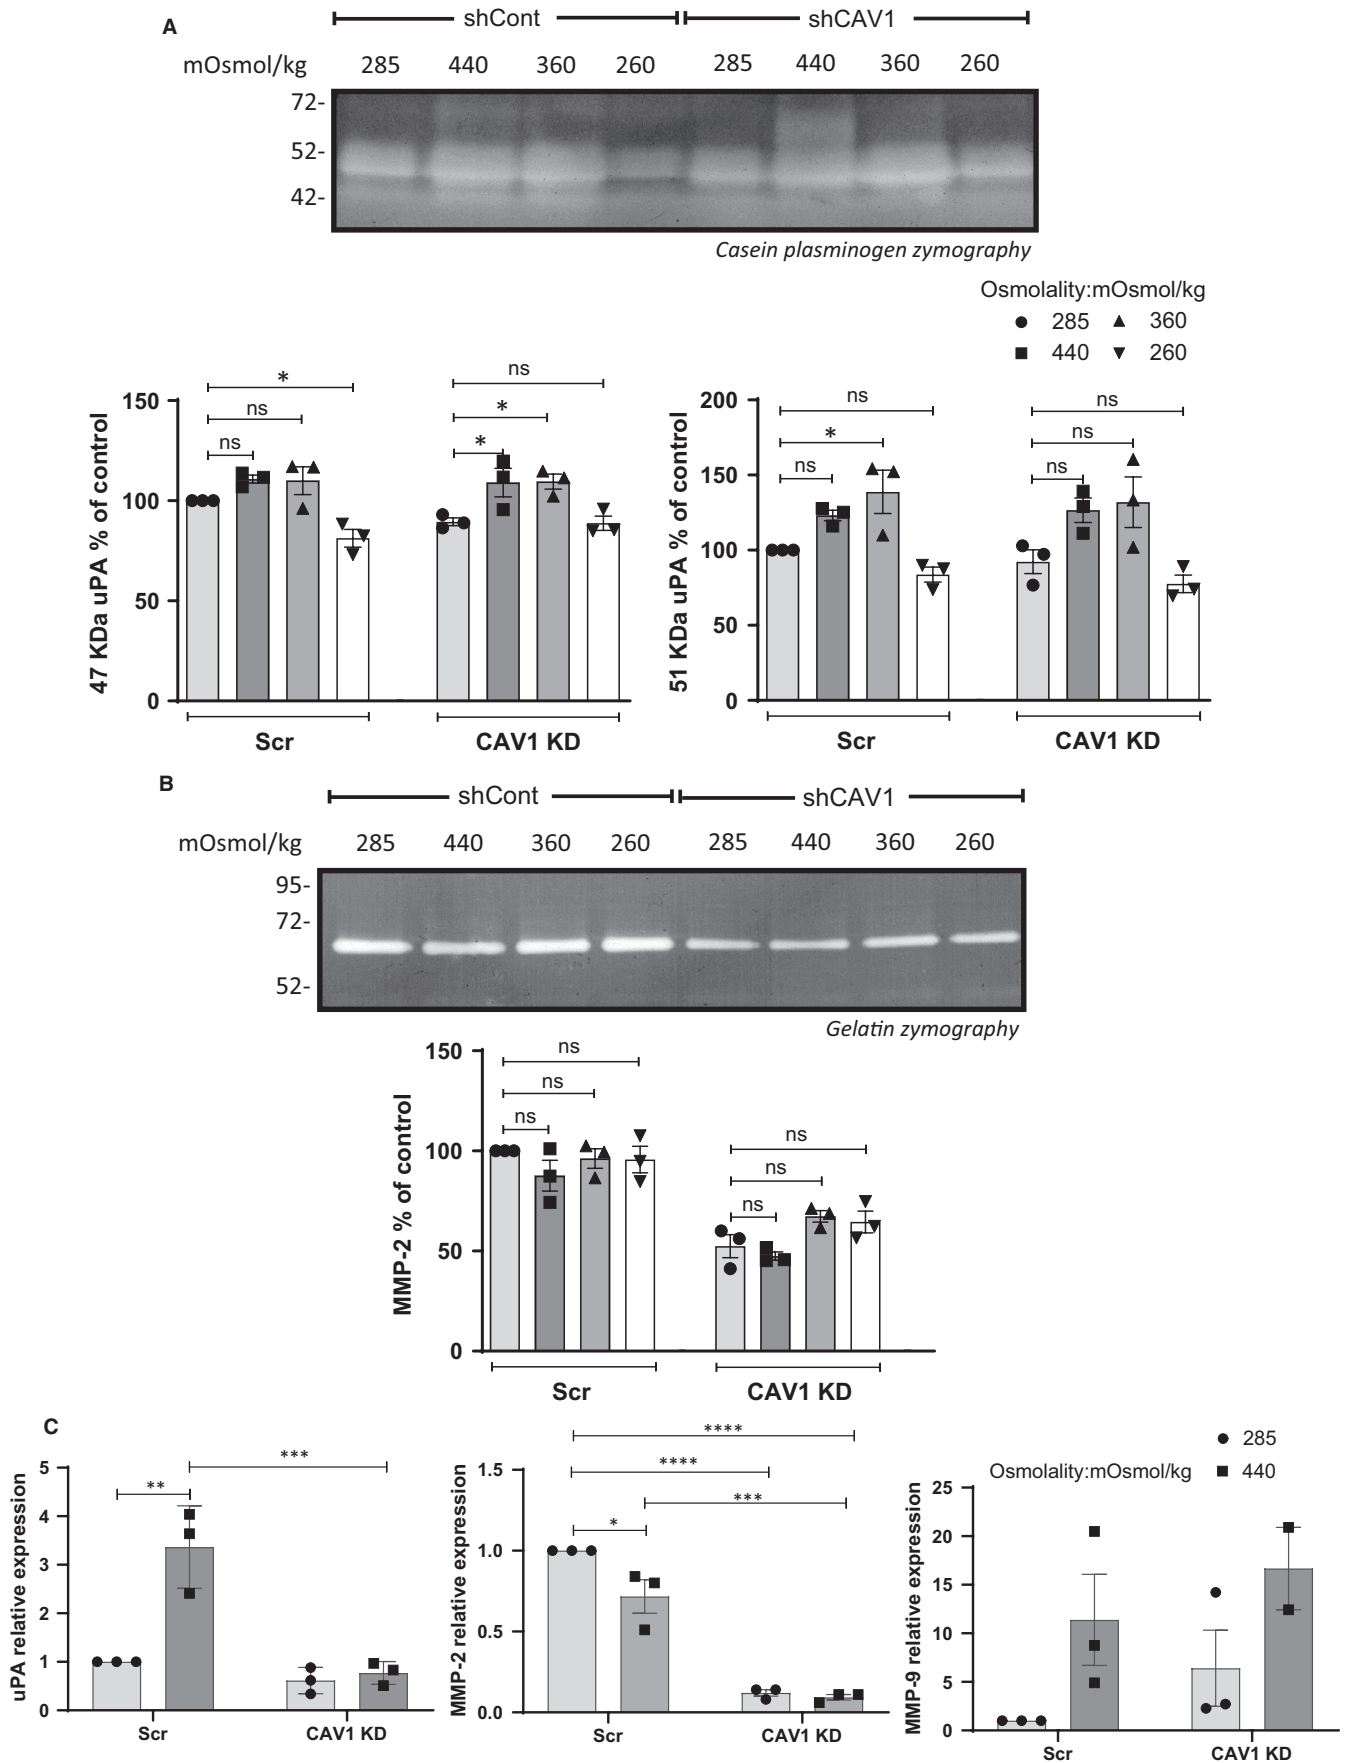 A
shCont shCAV1
mOsmol/kg 285 440 360 260 285 440 360 260
72-
52-
42-
Casein plasminogen zymography
Osmolality:mOsmol/kg
285 360
440 260
47 KDa uPA % of control
150
100
50
0
ns
ns
*
*
*
ns
Scr CAV1 KD
51 KDa uPA % of control
200
150
100
50
0
ns
*
ns
ns
ns
ns
Scr CAV1 KD
B
shCont shCAV1
mOsmol/kg 285 440 360 260 285 440 360 260
95-
72-
52-
Gelatin zymography
MMP-2 % of control
150
100
50
0
ns
ns
ns
ns
ns
ns
Scr CAV1 KD
C
uPA relative expression
5
4
3
2
1
0
***
**
Scr CAV1 KD
MMP-2 relative expression
1.5
1.0
0.5
0.0
****
****
***
*
Scr CAV1 KD
285
Osmolality:mOsmol/kg 440
MMP-9 relative expression
25
20
15
10
5
0
Scr CAV1 KD